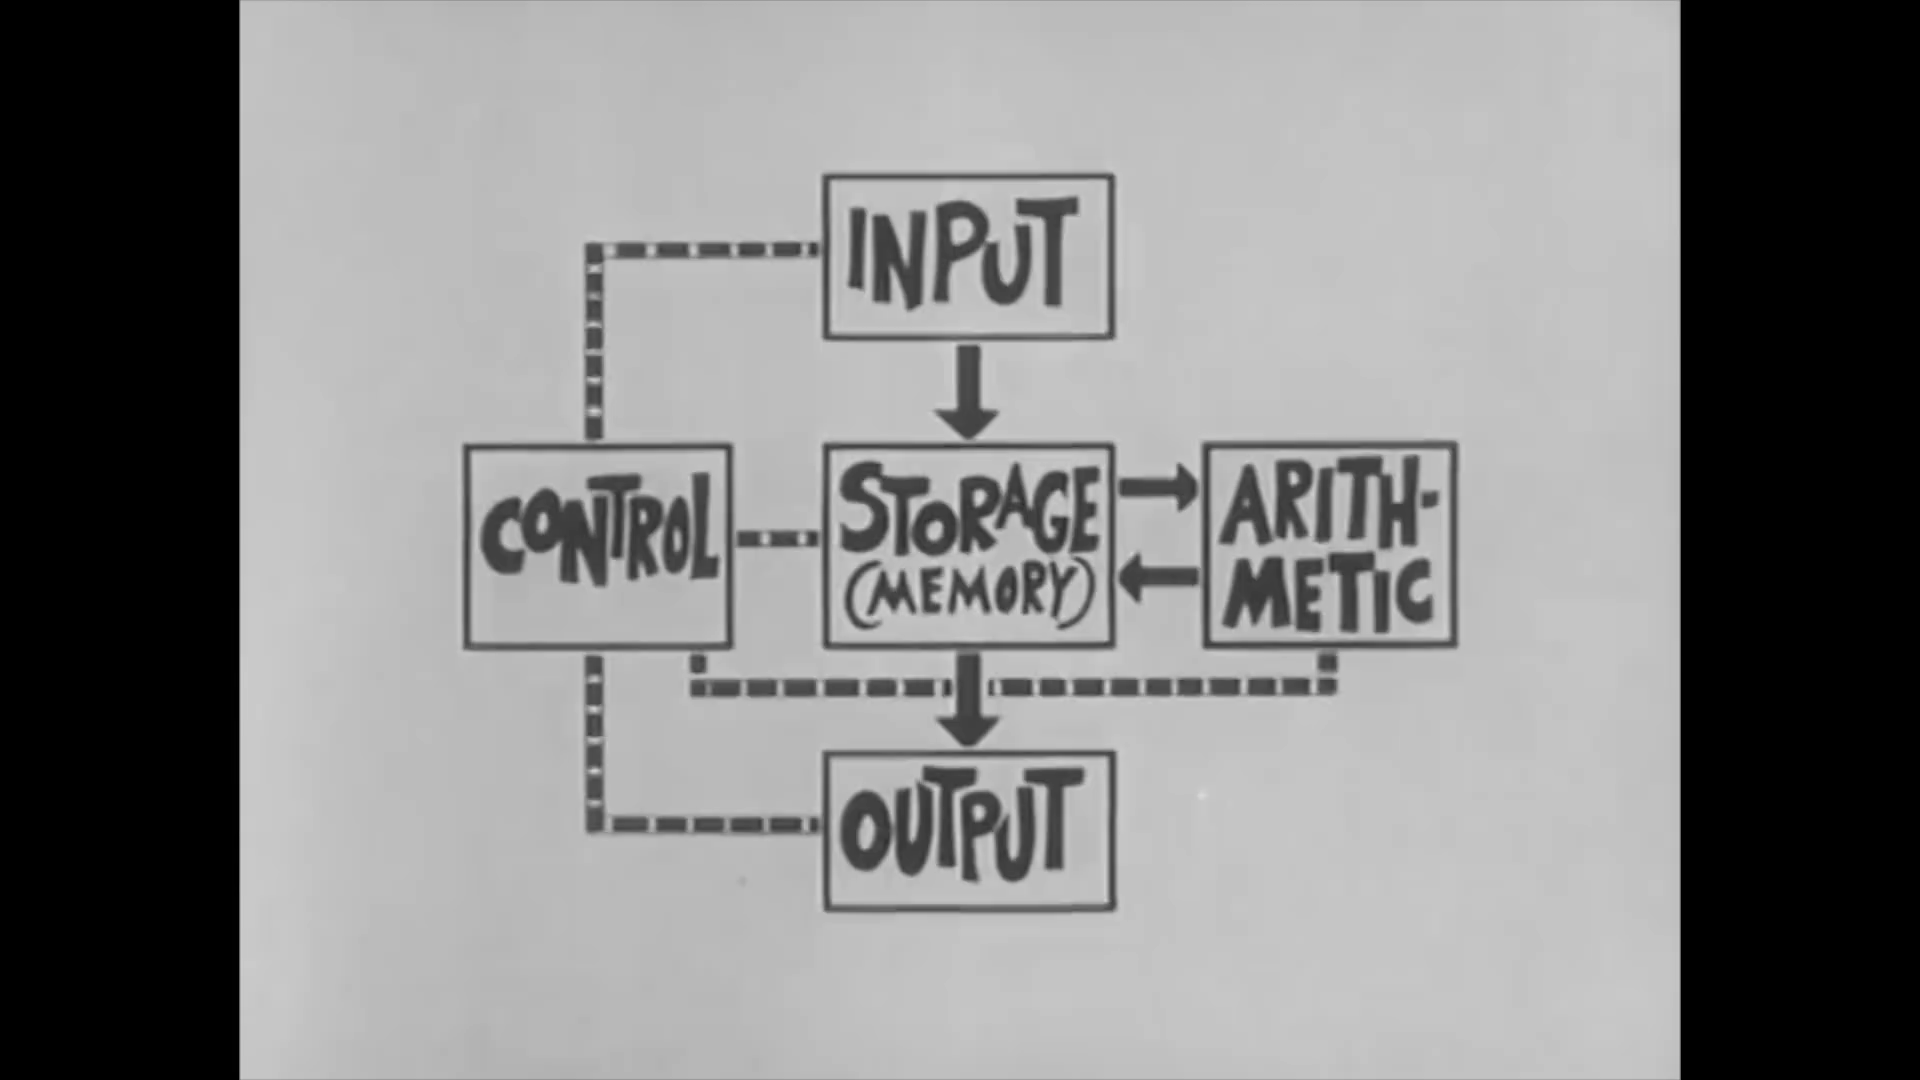 INPUT
CONTROL
STORAGE
(MEMORY)
ARITH-
METIC
OUTPUT